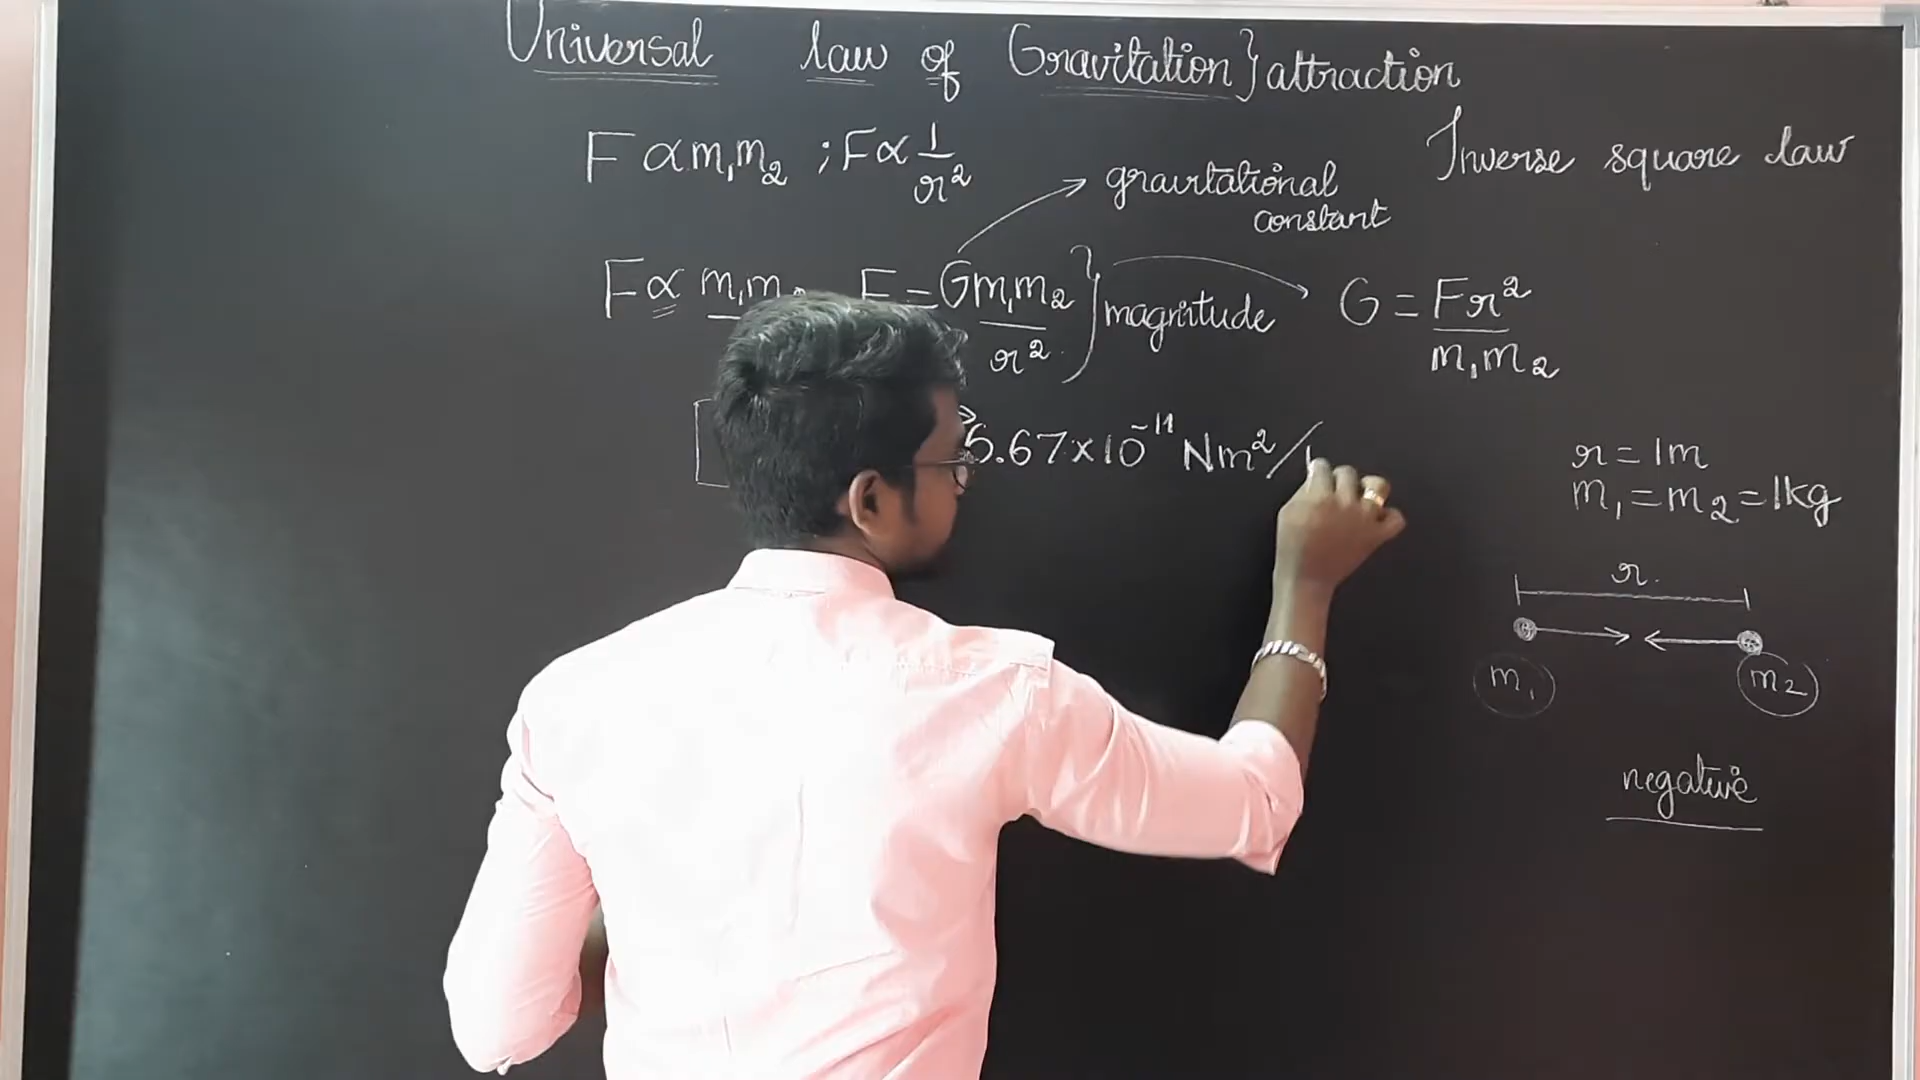 Universal law of Gravitation} attraction
F ∝ m₁m₂ ; F ∝ 1/r²
Inverse square law
gravitational
constant
F ∝ m₁m₂ F = Gm₁m₂/r² } magnitude G = Fr²/m₁m₂
6.67×10⁻¹¹ Nm²/
r = 1m
m₁ = m₂ = 1kg
r
m₁ m₂
negative